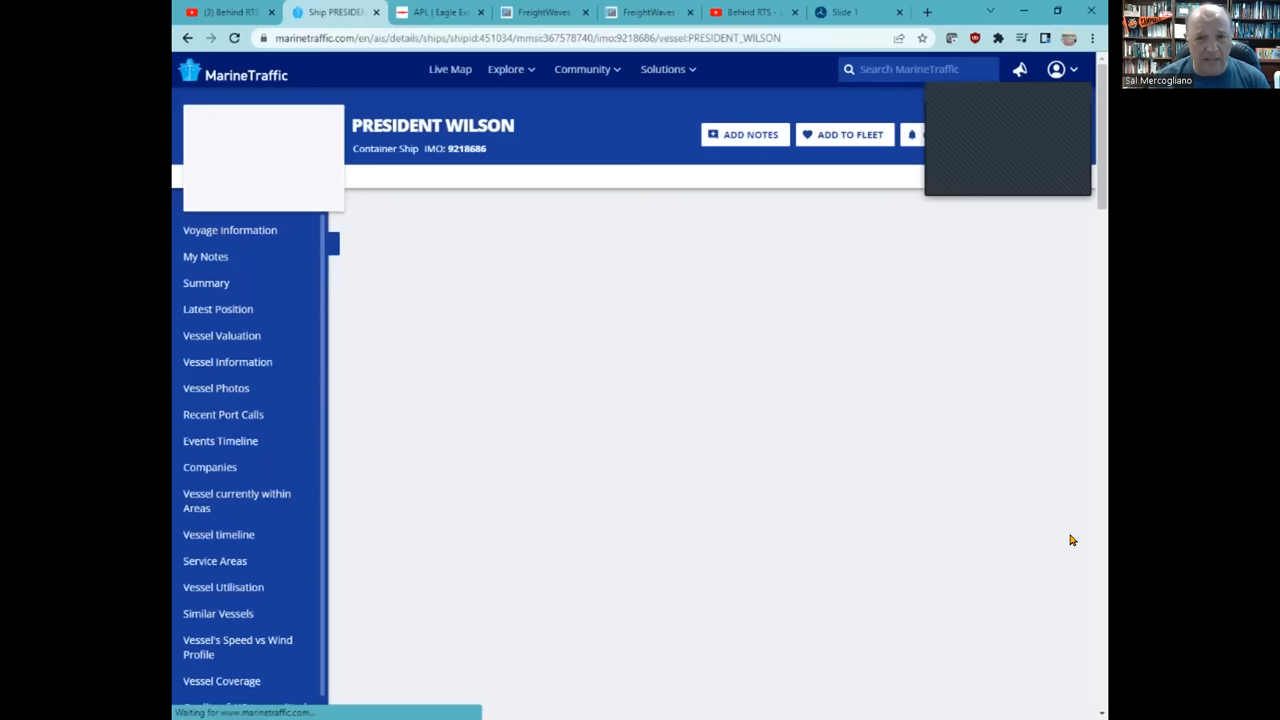 (3) Behind RTS
Ship PRESIDEN
APL | Eagle Ex
FreightWaves
FreightWaves
Behind RTS - 
Slide 1
marinetraffic.com/en/ais/details/ships/shipid:451034/mmsi:367578740/imo:9218686/vessel:PRESIDENT_WILSON
Sal Mercogliano
MarineTraffic
Live Map
Explore
Community
Solutions
Search MarineTraffic
PRESIDENT WILSON
Container Ship IMO: 9218686
ADD NOTES
ADD TO FLEET
Voyage Information
My Notes
Summary
Latest Position
Vessel Valuation
Vessel Information
Vessel Photos
Recent Port Calls
Events Timeline
Companies
Vessel currently within
Areas
Vessel timeline
Service Areas
Vessel Utilisation
Similar Vessels
Vessel's Speed vs Wind
Profile
Vessel Coverage
Waiting for www.marinetraffic.com...